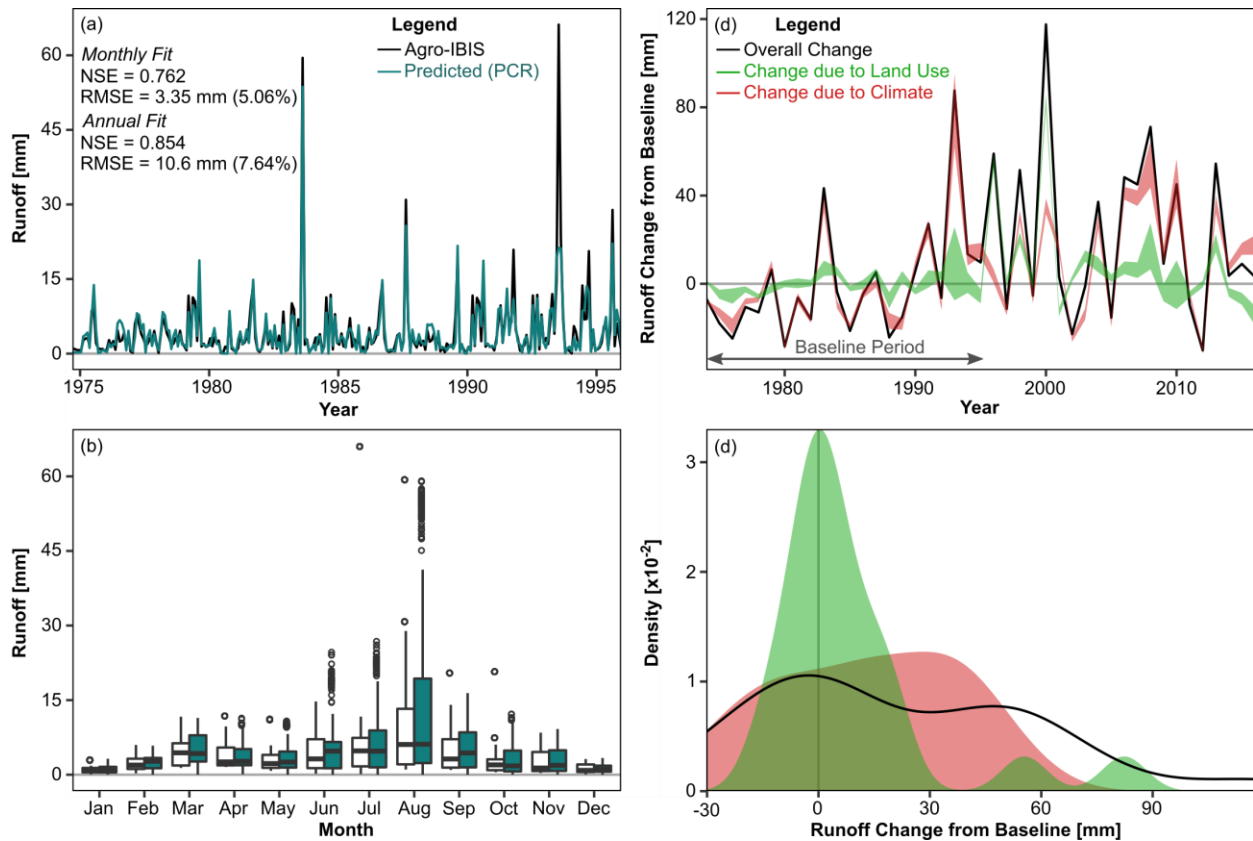 (a)
Legend
Monthly Fit
NSE = 0.762
RMSE = 3.35 mm (5.06%)
Annual Fit
NSE = 0.854
RMSE = 10.6 mm (7.64%)
Agro-IBIS
Predicted (PCR)
Runoff [mm]
60
45
30
15
0
1975
1980
1985
1990
1995
Year
(d)
Legend
Overall Change
Change due to Land Use
Change due to Climate
Runoff Change from Baseline [mm]
120
80
40
0
Baseline Period
1980
1990
2000
2010
Year
(b)
Runoff [mm]
60
45
30
15
0
Jan
Feb
Mar
Apr
May
Jun
Jul
Aug
Sep
Oct
Nov
Dec
Month
(d)
Density [x10-2]
3
2
1
0
-30
0
30
60
90
Runoff Change from Baseline [mm]